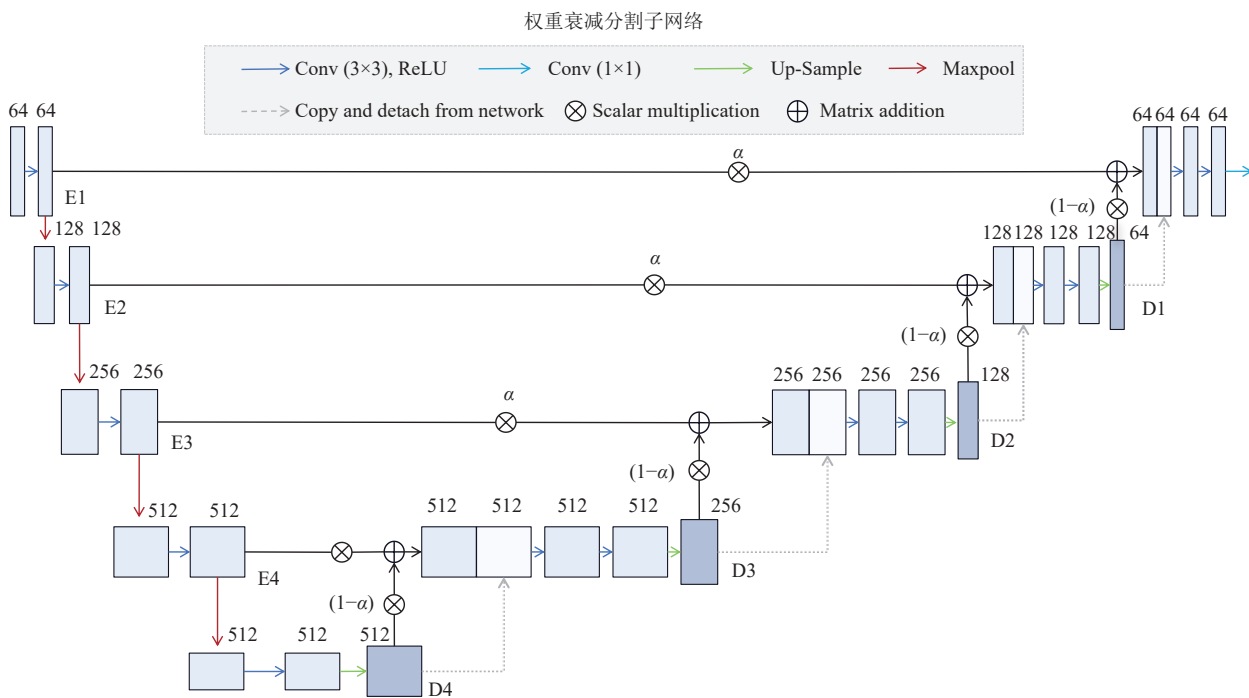 权重衰减分割子网络
Conv (3×3), ReLU Conv (1×1) Up-Sample Maxpool
Copy and detach from network Scalar multiplication Matrix addition
64 64
64 64 64 64
α
E1
(1−α)
128 128
128 128 128 128 64
α
E2
D1
(1−α)
256 256
256 256 256 256 128
α
E3
D2
(1−α)
512 512
512 512 512 512 256
E4
D3
(1−α)
512 512 512
D4